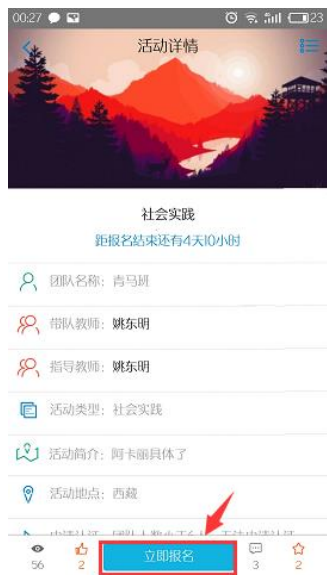 00:27
23
活动详情
社会实践
距报名结束还有4天10小时
团队名称：青马班
带队教师：姚东明
指导教师：姚东明
活动类型：社会实践
活动简介：阿卡丽具体了
活动地点：西藏
56
2
立即报名
3
2